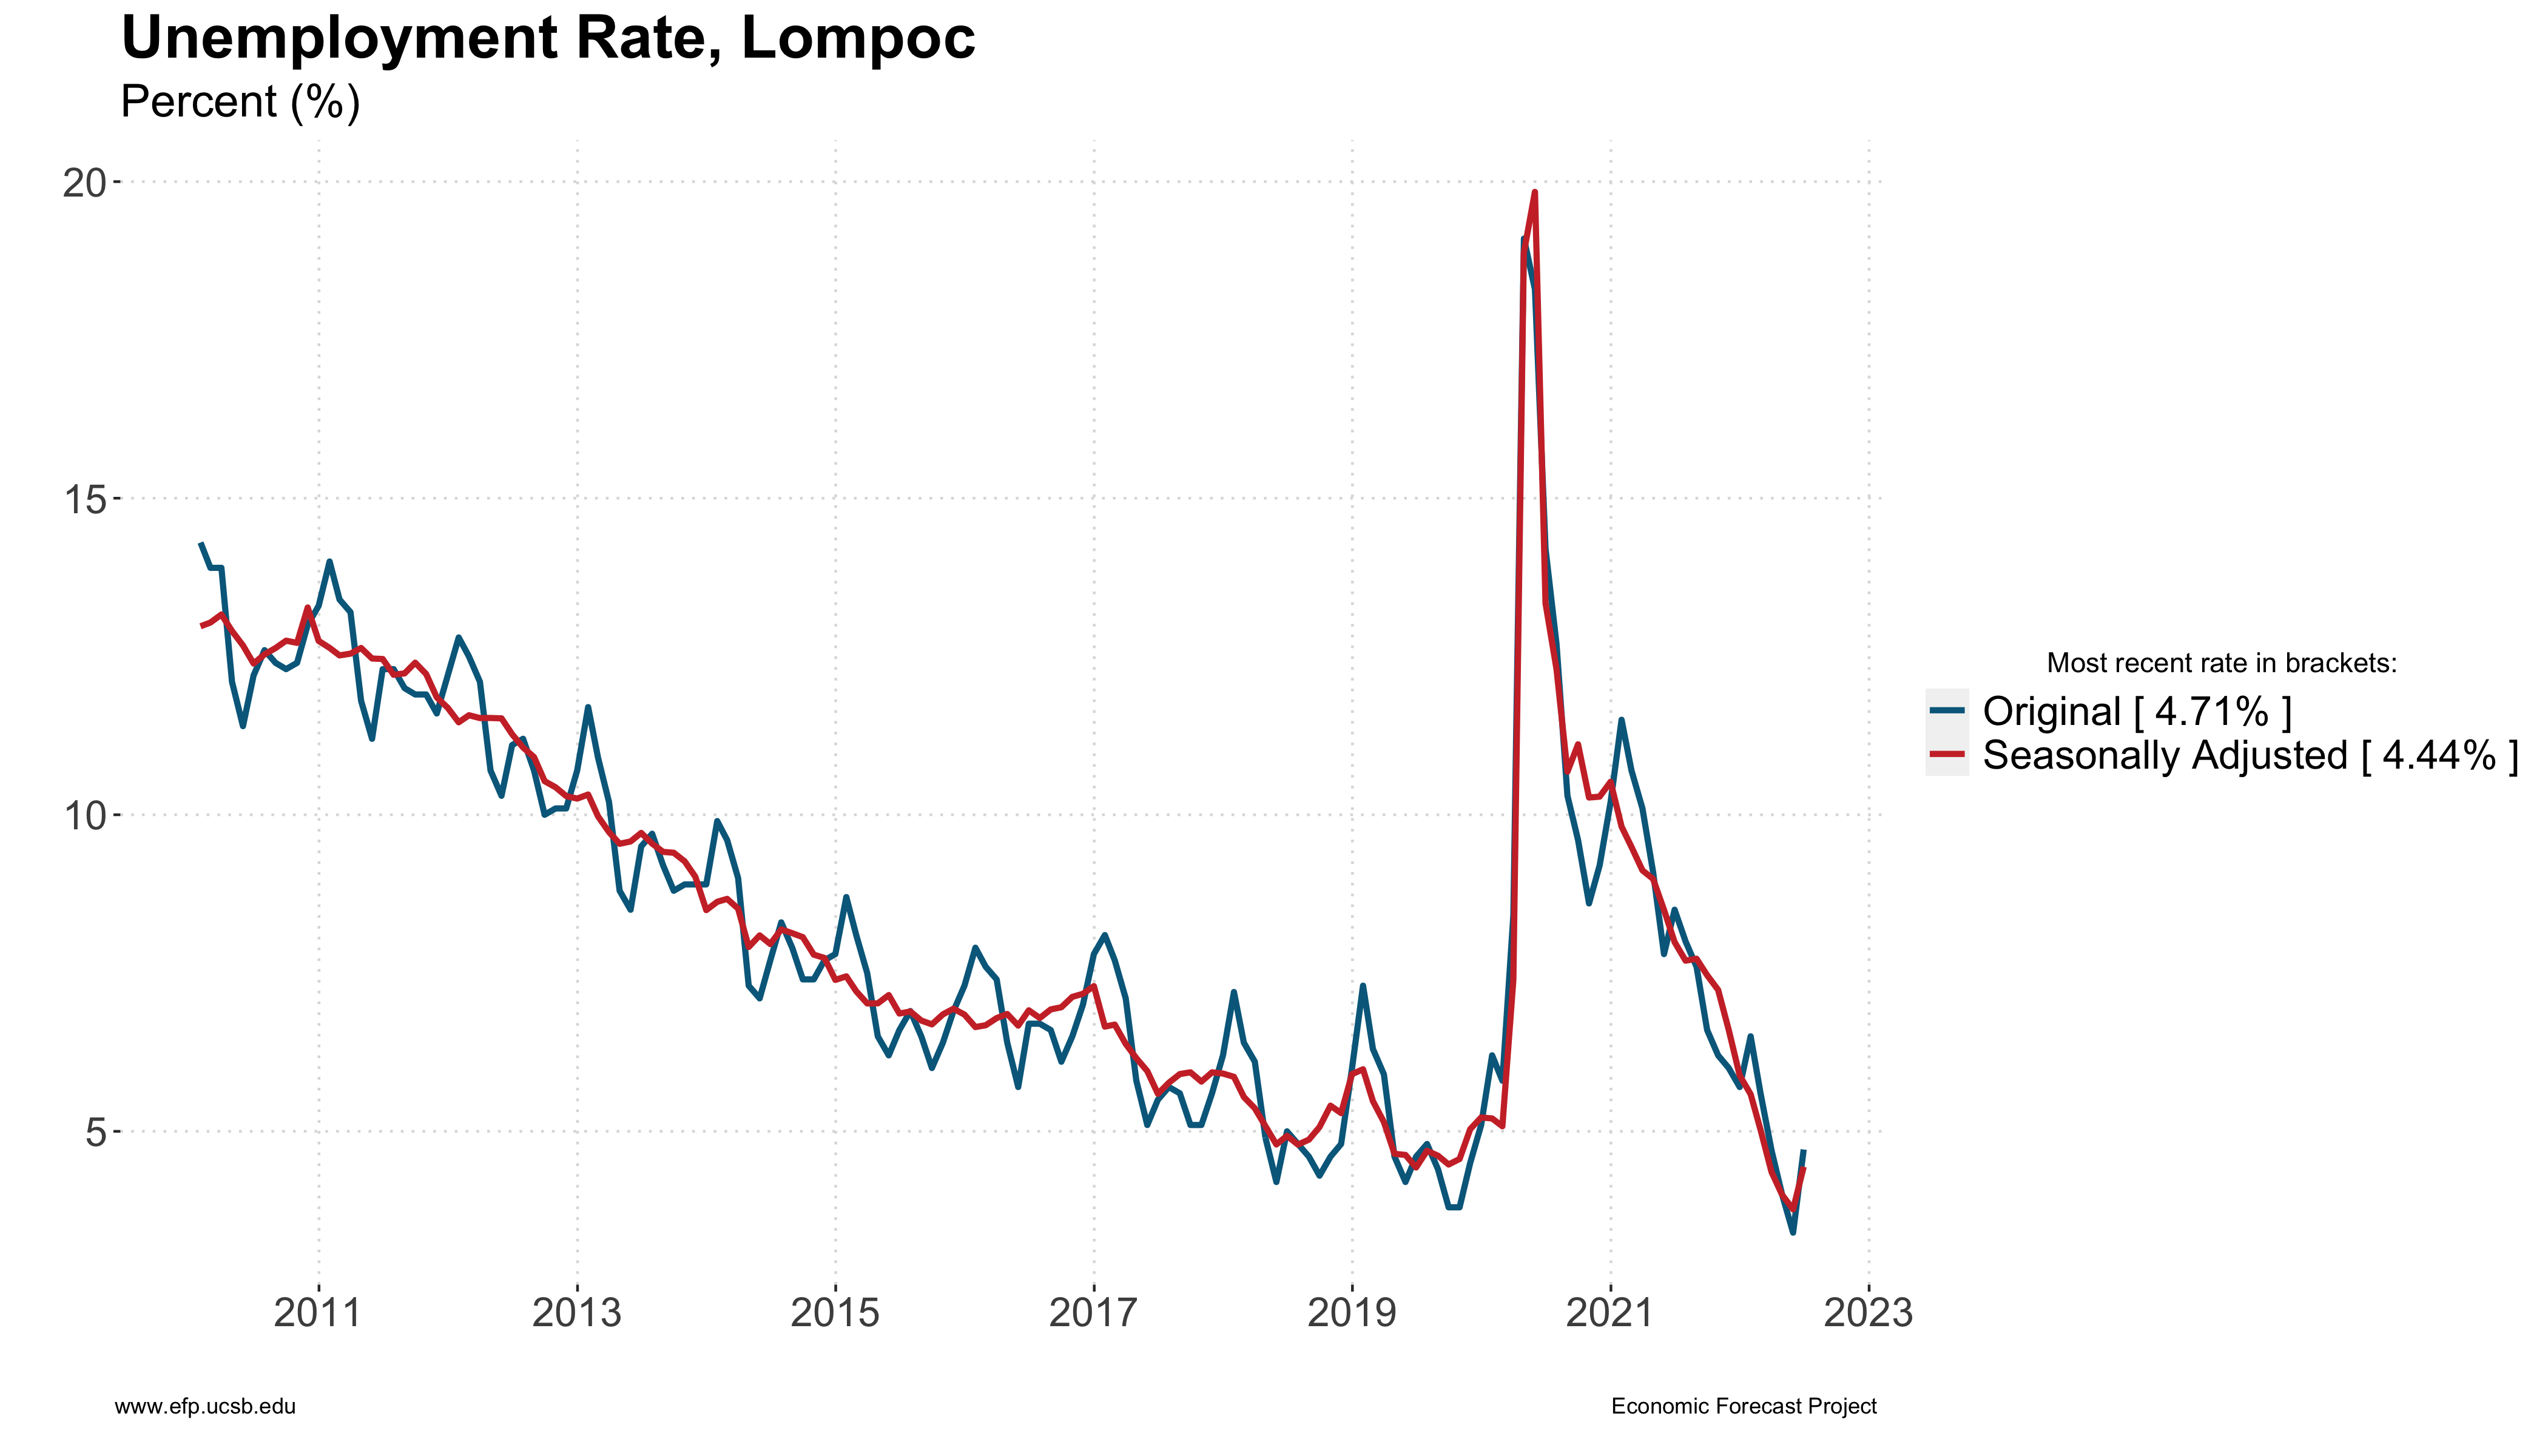 Unemployment Rate, Lompoc
Percent (%)
20
15
10
5
2011 2013 2015 2017 2019 2021 2023
Most recent rate in brackets:
Original [ 4.71% ]
Seasonally Adjusted [ 4.44% ]
www.efp.ucsb.edu Economic Forecast Project